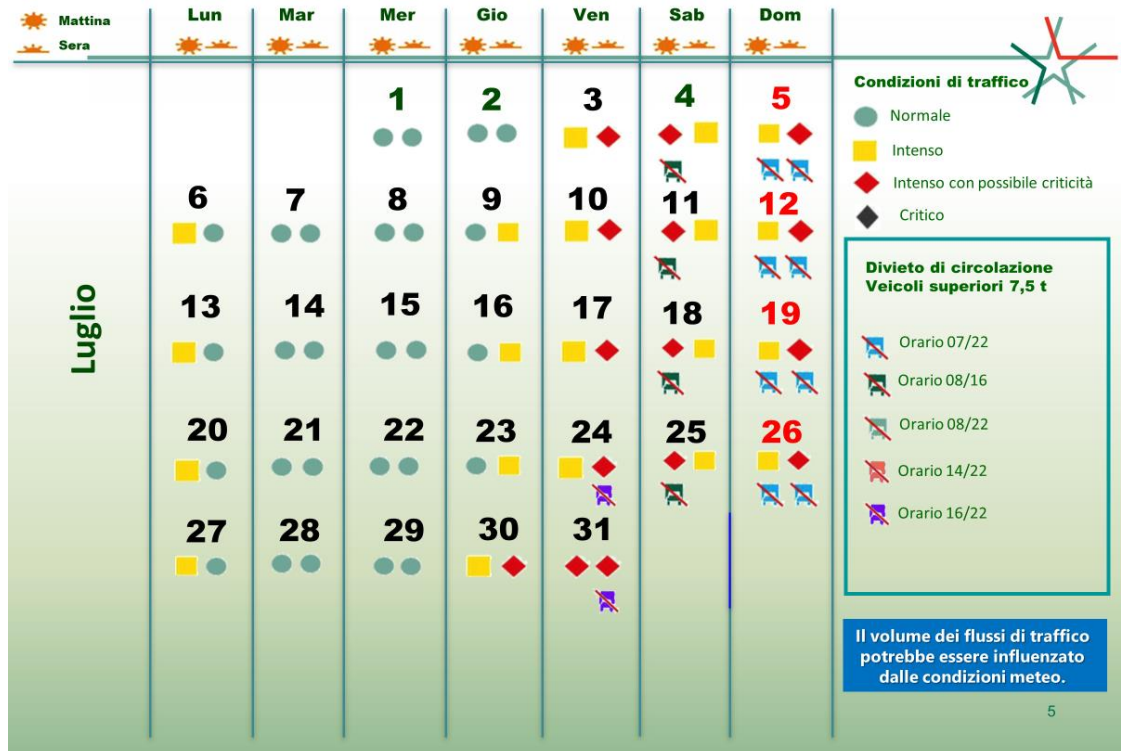 Mattina
Sera
Lun Mar Mer Gio Ven Sab Dom
Luglio
1 2 3 4 5
6 7 8 9 10 11 12
13 14 15 16 17 18 19
20 21 22 23 24 25 26
27 28 29 30 31
Condizioni di traffico
Normale
Intenso
Intenso con possibile criticità
Critico
Divieto di circolazione
Veicoli superiori 7,5 t
Orario 07/22
Orario 08/16
Orario 08/22
Orario 14/22
Orario 16/22
Il volume dei flussi di traffico
potrebbe essere influenzato
dalle condizioni meteo.
5